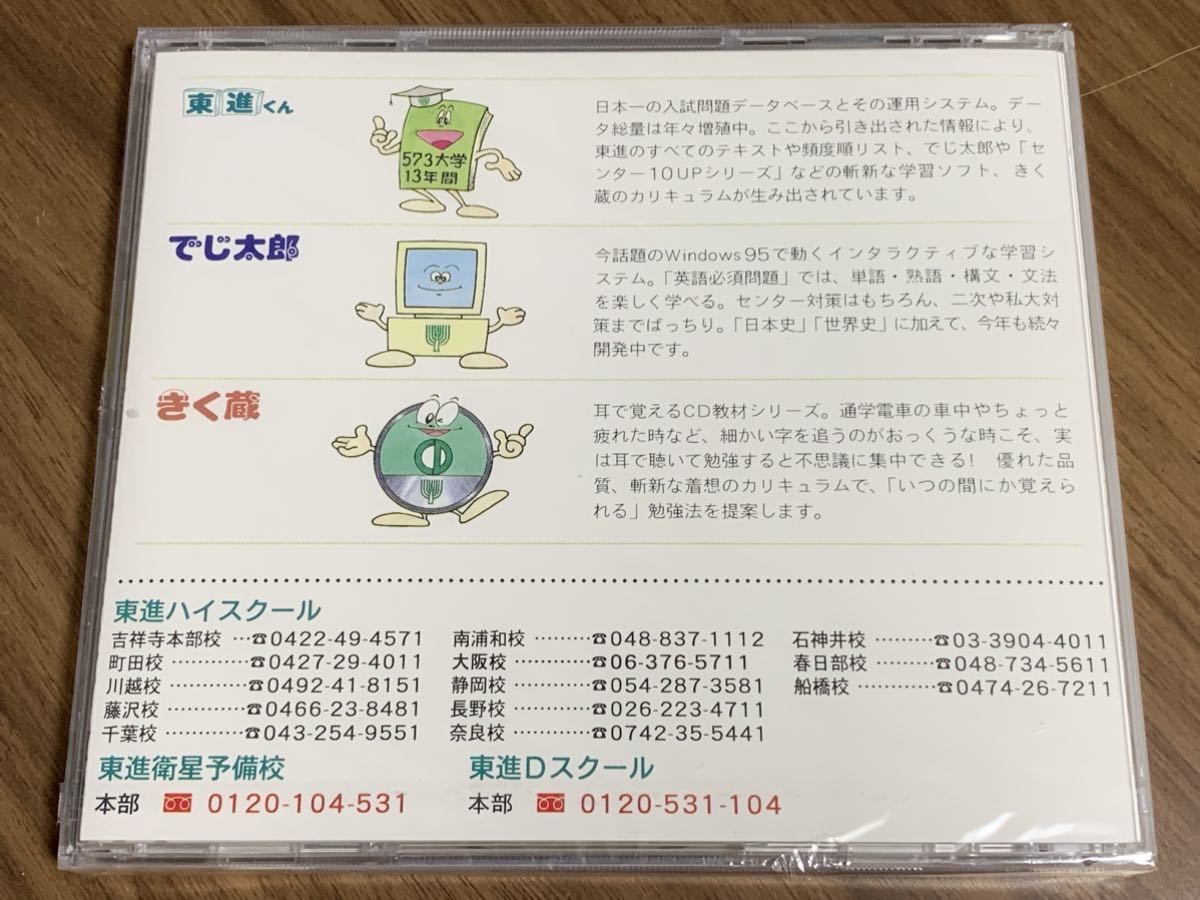 東進くん
573大学
13年間
日本一の入試問題データベースとその運用システム。デー
タ総量は年々増殖中。ここから引き出された情報により、
東進のすべてのテキストや頻度順リスト、でじ太郎や「セ
ンター10UPシリーズ」などの斬新な学習ソフト、きく
蔵のカリキュラムが生み出されています。
でじ太郎
今話題のWindows95で動くインタラクティブな学習シ
ステム。「英語必須問題」では、単語・熟語・構文・文法
を楽しく学べる。センター対策はもちろん、二次や私大対
策までばっちり。「日本史」「世界史」に加えて、今年も続々
開発中です。
きく蔵
CD
耳で覚えるCD教材シリーズ。通学電車の車中やちょっと
疲れた時など、細かい字を追うのがおっくうな時こそ、実
は耳で聴いて勉強すると不思議に集中できる! 優れた品
質、斬新な着想のカリキュラムで、「いつの間にか覚えら
れる」勉強法を提案します。
東進ハイスクール
吉祥寺本部校 …☎0422-49-4571
町田校 …………☎0427-29-4011
川越校 …………☎0492-41-8151
藤沢校 …………☎0466-23-8481
千葉校 …………☎043-254-9551
南浦和校 ………☎048-837-1112
大阪校 …………☎06-376-5711
静岡校 …………☎054-287-3581
長野校 …………☎026-223-4711
奈良校 …………☎0742-35-5441
石神井校 ………☎03-3904-4011
春日部校 ………☎048-734-5611
船橋校 …………☎0474-26-7211
東進衛星予備校
本部 0120-104-531
東進Dスクール
本部 0120-531-104